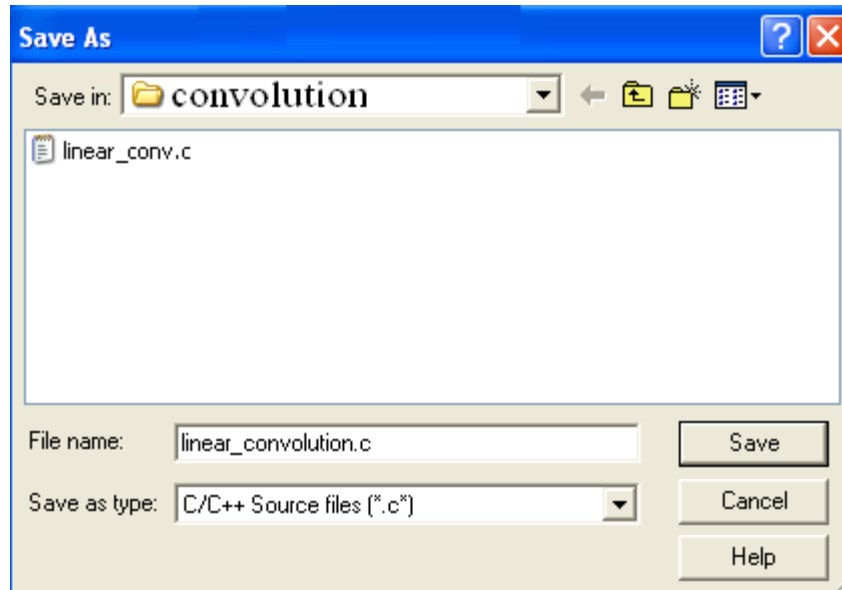 Save As
Save in: convolution
linear_conv.c
File name: linear_convolution.c Save
Save as type: C/C++ Source files (*.c*) Cancel
Help